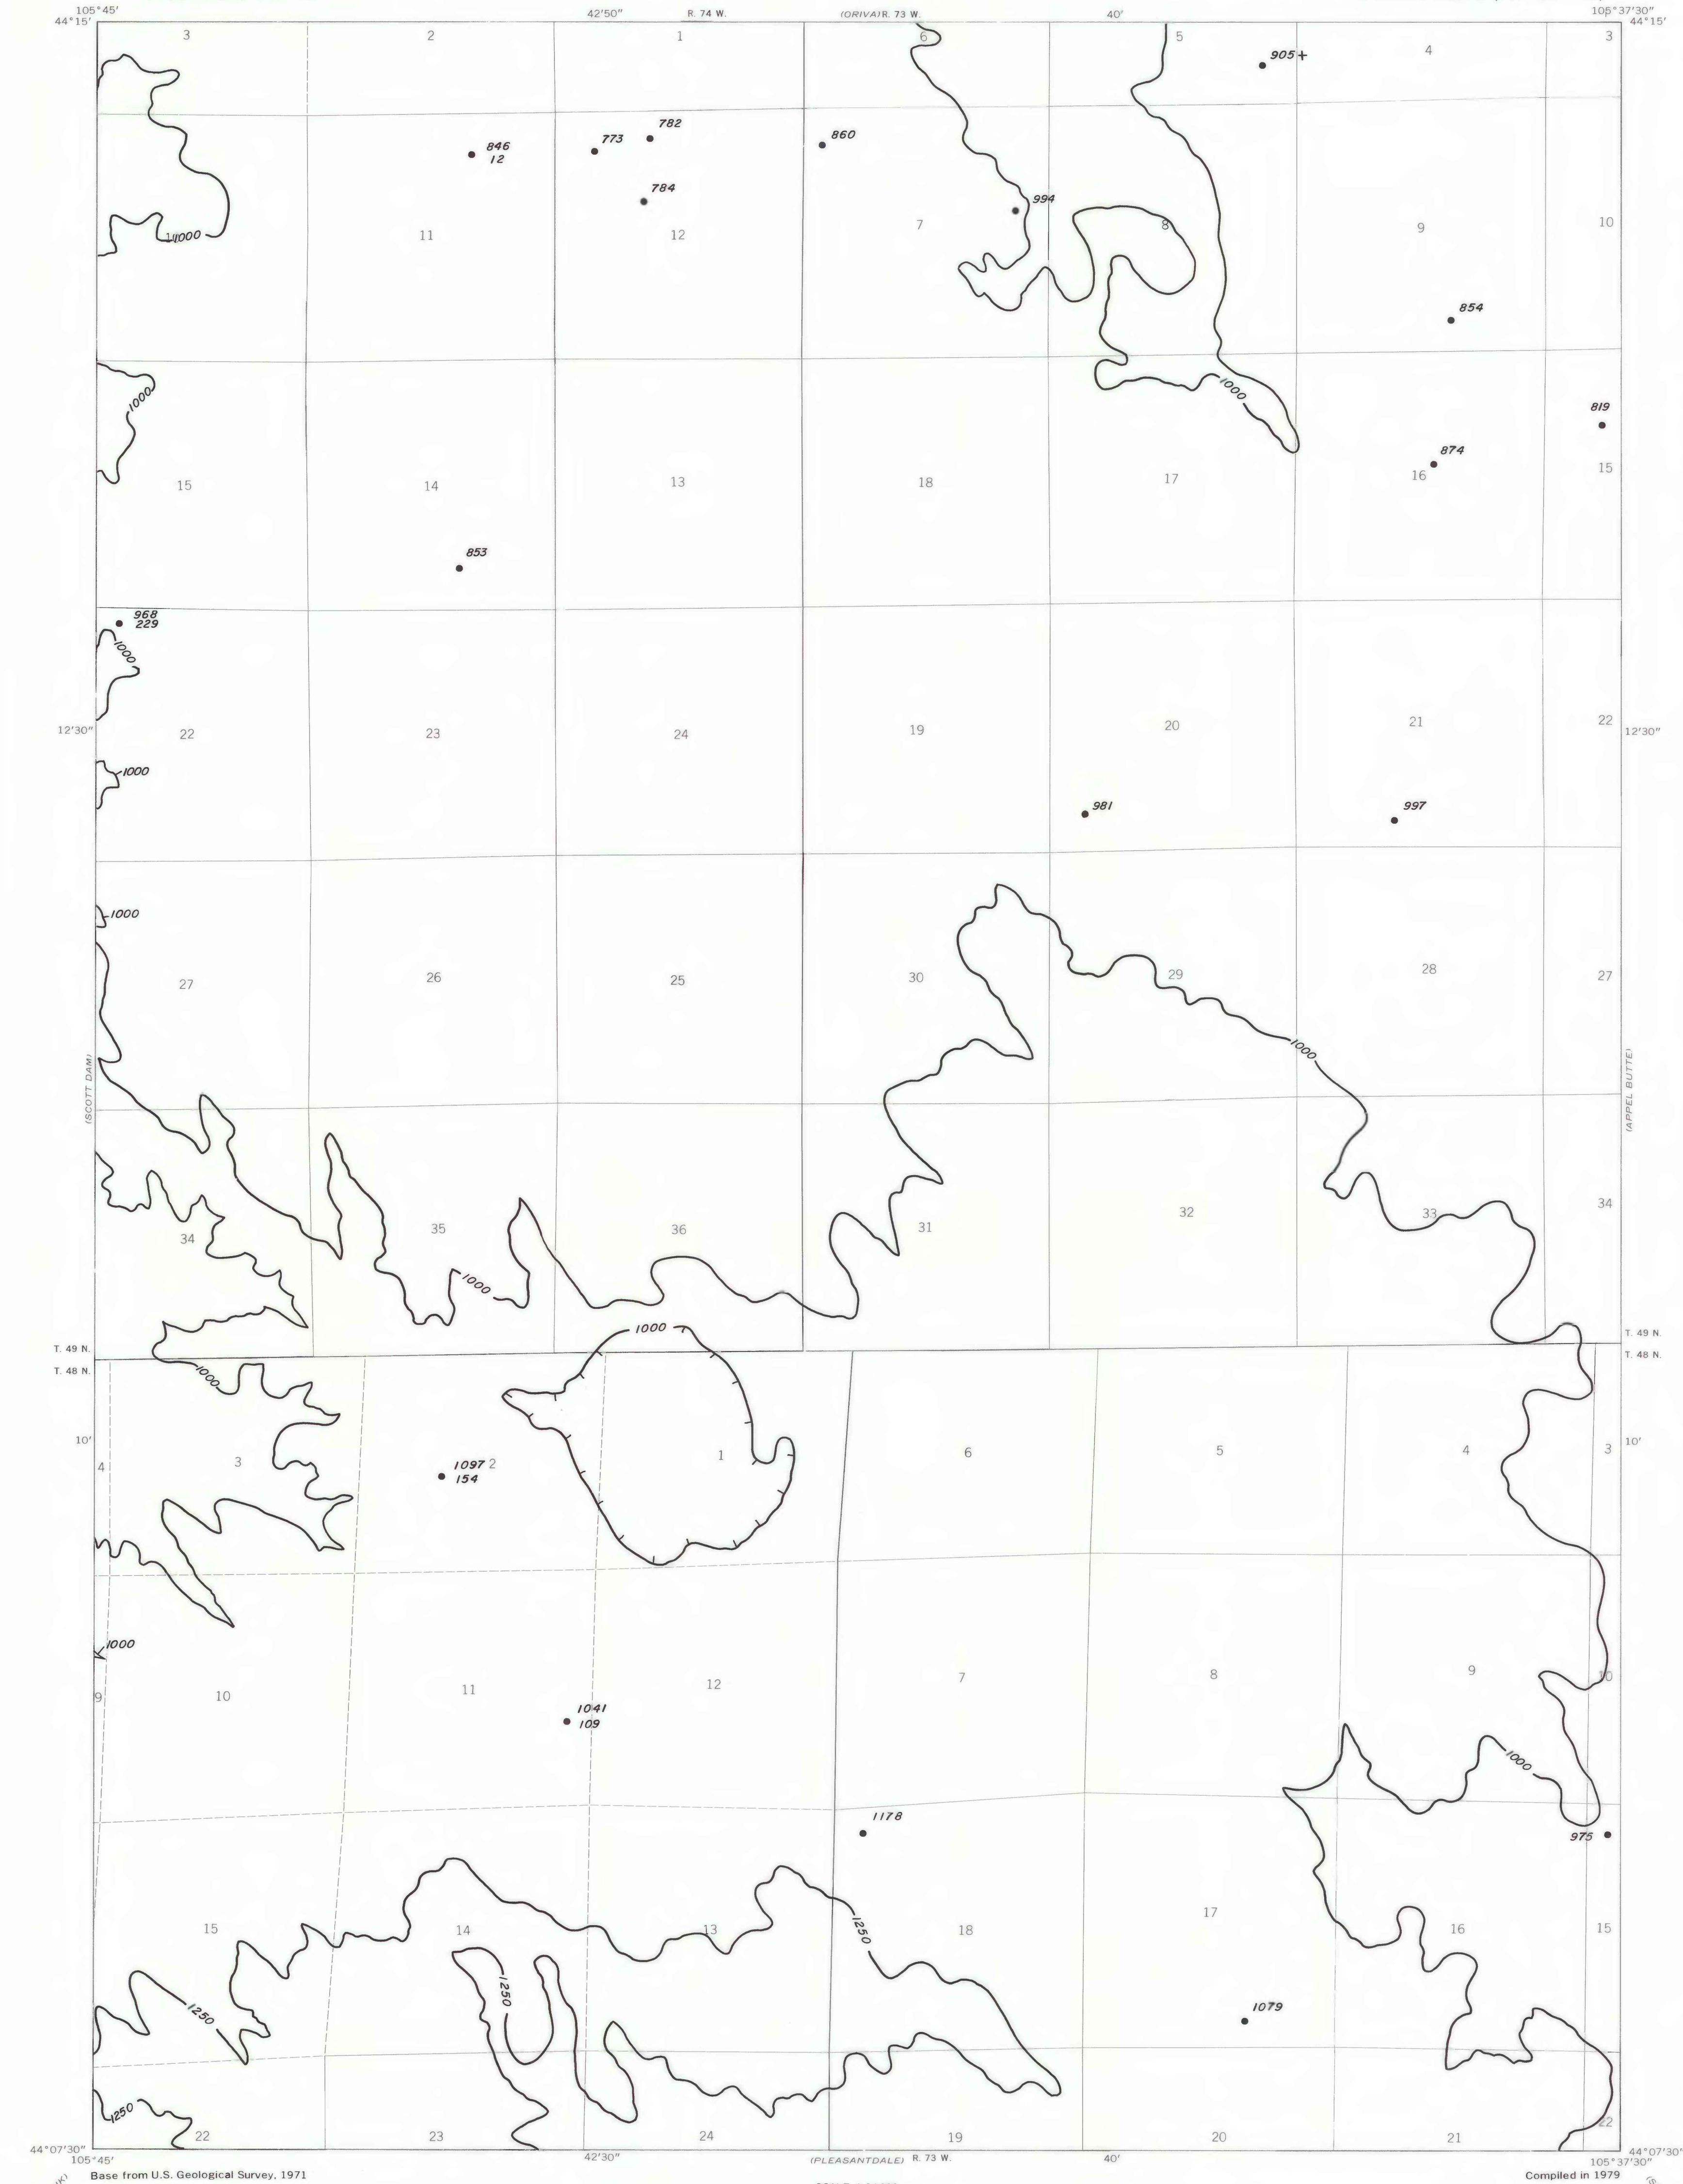 105°45' 42'50" R. 74 W. (ORIVA) R. 73 W. 40' 105°37'30"
44°15' 44°15'
3 2 1 6 5 4 3
905+
782
773
846
12
860
784
994
1000
11 12 7 8 9 10
854
1000
1000
819
874
15 14 13 18 17 16 15
853
968
229
1000
12'30" 22 23 24 19 20 21 22 12'30"
1000
981 997
1000
27 26 25 30 29 28 27
1000
(SCOTT DAM) (APPEL BUTTE)
34 35 36 31 32 33 34
1000
1000
T. 49 N. T. 49 N.
T. 48 N. T. 48 N.
1000
10' 10'
4 3 2 1 6 5 4 3
1097
154
1000
9 10 11 12 7 8 9 10
1041
109
1000
1178
975
15 14 13 18 17 16 15
1250
1250
1250
1079
1250
22 23 24 19 20 21 22
44°07'30" 44°07'30"
105°45' 42'30" (PLEASANTDALE) R. 73 W. 40' 105°37'30"
Base from U.S. Geological Survey, 1971 Compiled in 1979